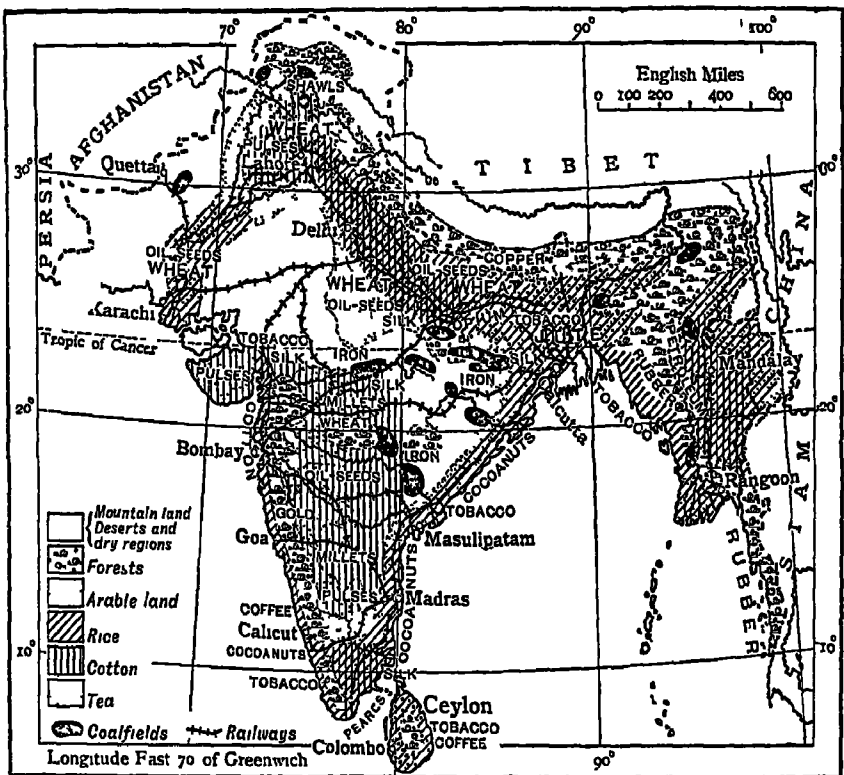 70° 80° 90° 100°
English Miles
0 100 200 400 600
AFGHANISTAN
SHAWLS
WHEAT
Lahore
Quetta
TIBET
30°
PERSIA
CHINA
Delhi
COPPER
OIL SEEDS
OIL SEEDS
WHEAT
WHEAT
WHEAT
OIL-SEEDS
TOBACCO
Karachi
JUTE
Tropic of Cancer
TOBACCO
SILK
IRON
Mandalay
PULSES
SILK
IRON
RUBBER
MILLETS
TOBACCO
Calcutta
20° 20°
WHEAT
COTTON
Bombay
IRON
COCOANUTS
OIL SEEDS
Rangoon
SIAM
GOLD
TOBACCO
Mountain land
Deserts and
dry regions
Goa
Masulipatam
RUBBER
Forests
MILLETS
Arable land
PULSES
Madras
COCOANUTS
COFFEE
Rice
Calicut
10° 10°
COCOANUTS
Cotton
TOBACCO
SILK
Tea
PEARLS
Ceylon
Coalfields Railways
TOBACCO
COFFEE
Colombo
Longitude East 70 of Greenwich
90°